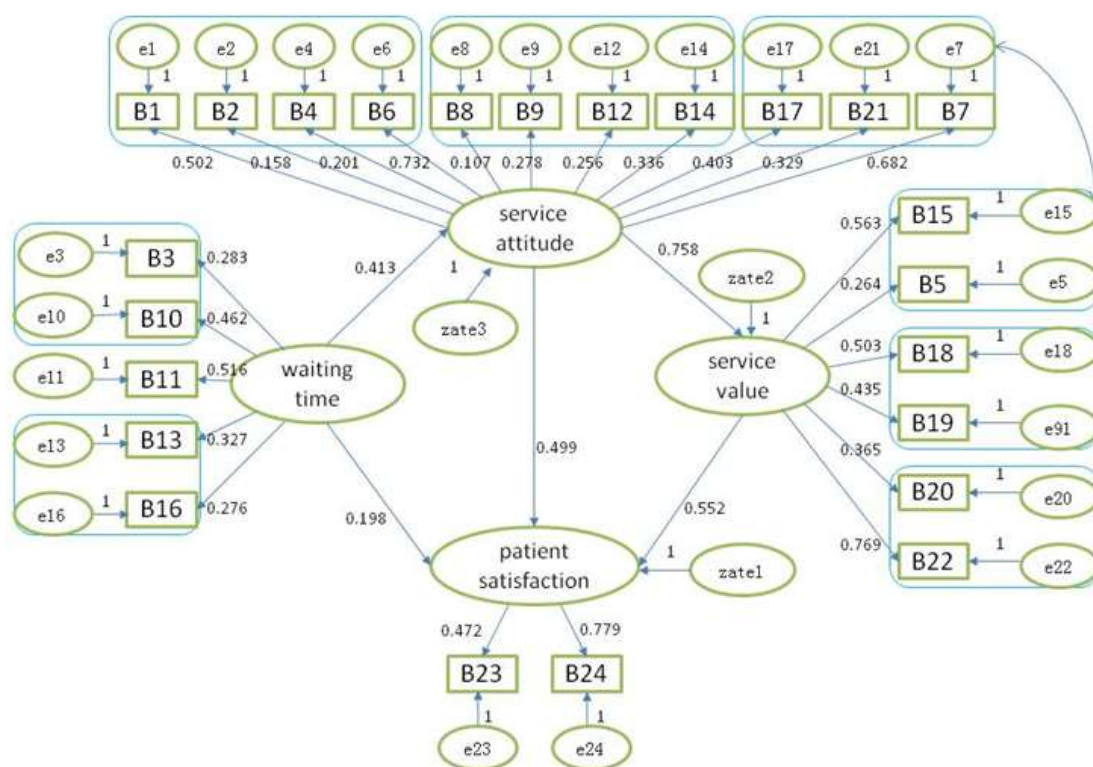 e1 e2 e4 e6 e8 e9 e12 e14 e17 e21 e7
1 1 1 1 1 1 1 1 1 1 1
B1 B2 B4 B6 B8 B9 B12 B14 B17 B21 B7
0.502 0.158 0.201 0.732 0.107 0.278 0.256 0.336 0.403 0.329 0.682
service
attitude
e3 1 B3 0.283
0.413
1
zate3
0.758
zate2
1
0.563 B15 1 e15
0.264 B5 1 e5
e10 1 B10 0.462
e11 1 B11 0.516
waiting
time
service
value
0.503 B18 1 e18
0.435 B19 1 e91
e13 1 B13 0.327
e16 1 B16 0.276
0.499
0.365 B20 1 e20
0.769 B22 1 e22
0.198
0.552
patient
satisfaction
1 zate1
0.472 0.779
B23 B24
1 1
e23 e24